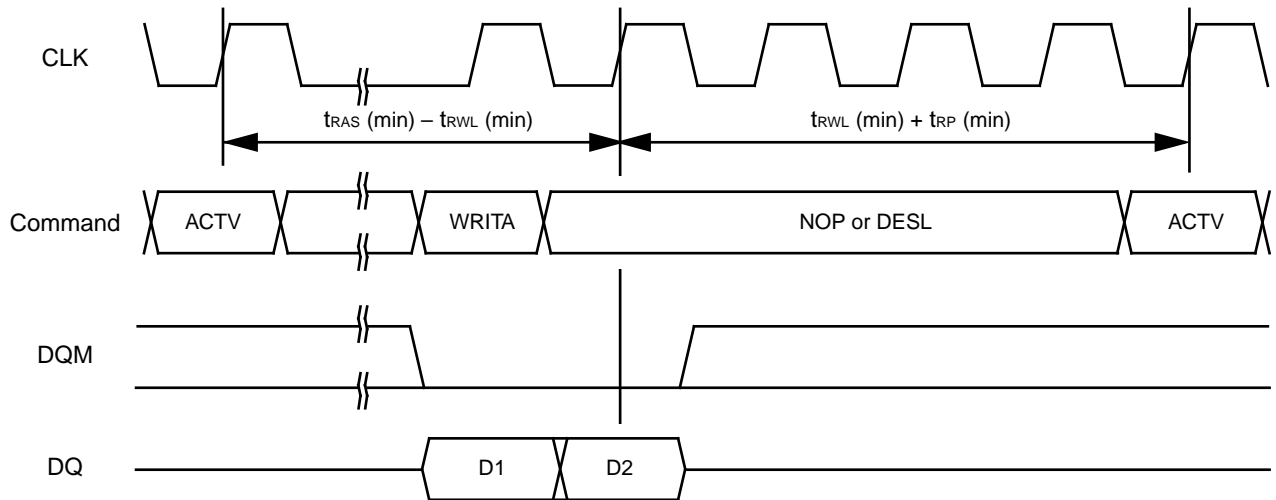 CLK
tRAS (min) – tRWL (min)
tRWL (min) + tRP (min)
Command
ACTV
WRITA
NOP or DESL
ACTV
DQM
DQ
D1
D2